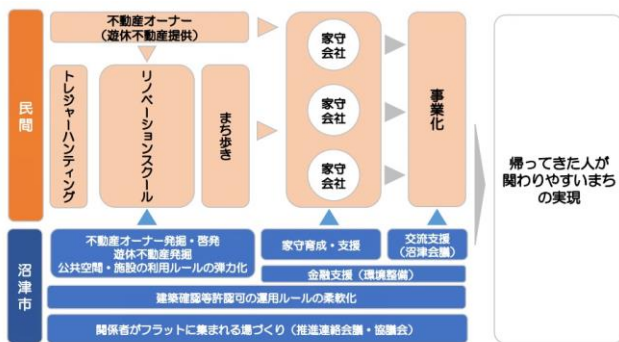 民間
不動産オーナー
(遊休不動産提供)
トレジャーハンティング
リノベーションスクール
まち歩き
家守
会社
家守
会社
家守
会社
事業化
帰ってきた人が
関わりやすいまち
の実現
沼津市
不動産オーナー発掘・啓発
遊休不動産発掘
公共空間・施設の利用ルールの弾力化
家守育成・支援
交流支援
(沼津会議)
金融支援(環境整備)
建築確認等許認可の運用ルールの柔軟化
関係者がフラットに集まれる場づくり(推進連絡会議・協議会)